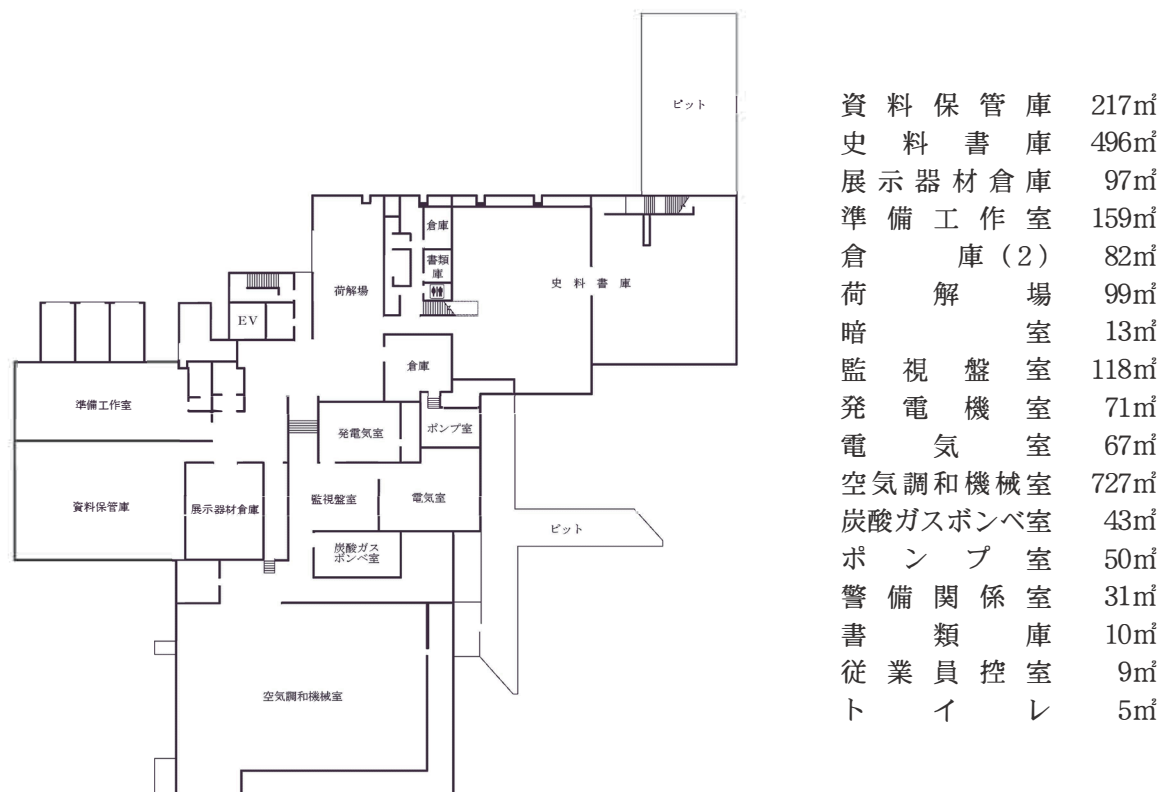 ピット
倉庫
書類
庫
荷解場
史料書庫
EV
倉庫
準備工作室
発電気室
ポンプ室
資料保管庫
展示器材倉庫
監視盤室
電気室
ピット
炭酸ガス
ボンベ室
空気調和機械室
資料保管庫 217㎡
史料書庫 496㎡
展示器材倉庫 97㎡
準備工作室 159㎡
倉庫（2） 82㎡
荷解場 99㎡
暗室 13㎡
監視盤室 118㎡
発電機室 71㎡
電気室 67㎡
空気調和機械室 727㎡
炭酸ガスボンベ室 43㎡
ポンプ室 50㎡
警備関係室 31㎡
書類庫 10㎡
従業員控室 9㎡
トイレ 5㎡